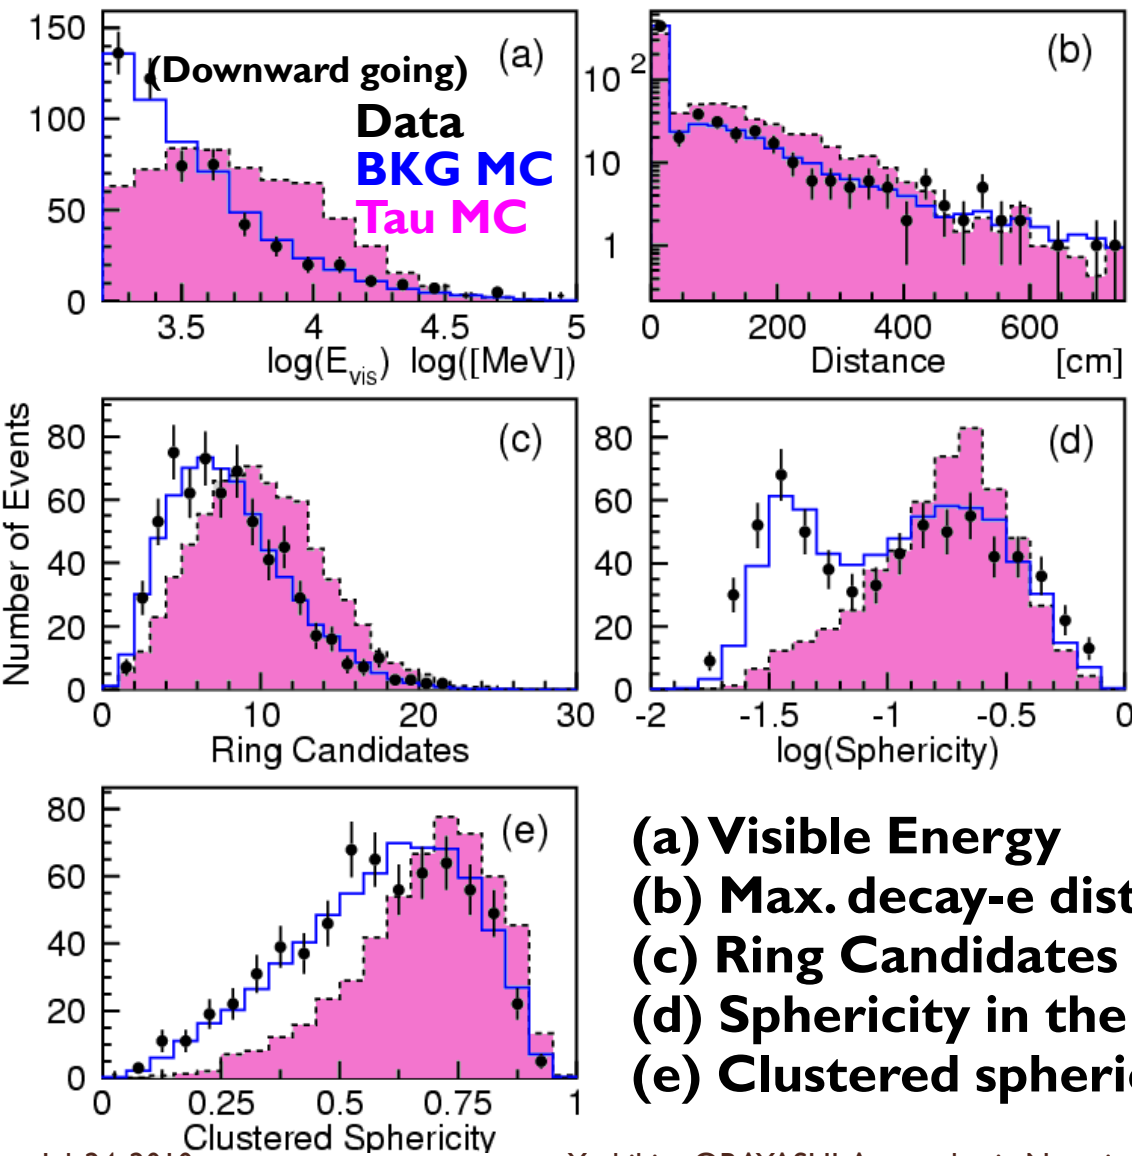 150
100
50
0
(a)
(Downward going)
Data
BKG MC
Tau MC
3.5 4 4.5 5
log(Evis) log([MeV])
10 2
10
1
(b)
0 200 400 600
Distance [cm]
Number of Events
80
60
40
20
0
(c)
0 10 20 30
Ring Candidates
80
60
40
20
0
(d)
-2 -1.5 -1 -0.5 0
log(Sphericity)
80
60
40
20
0
(e)
0 0.25 0.5 0.75 1
Clustered Sphericity
(a) Visible Energy
(b) Max. decay-e dist
(c) Ring Candidates
(d) Sphericity in the
(e) Clustered spheri